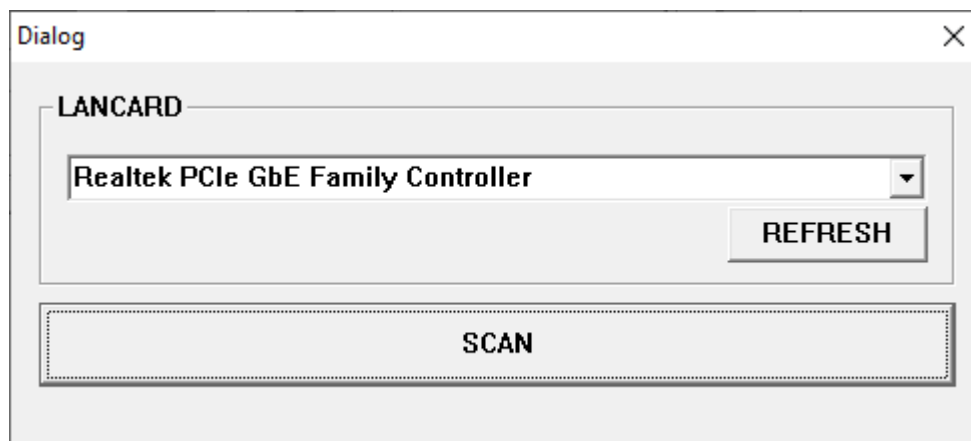 Dialog
LANCARD
Realtek PCIe GbE Family Controller
REFRESH
SCAN